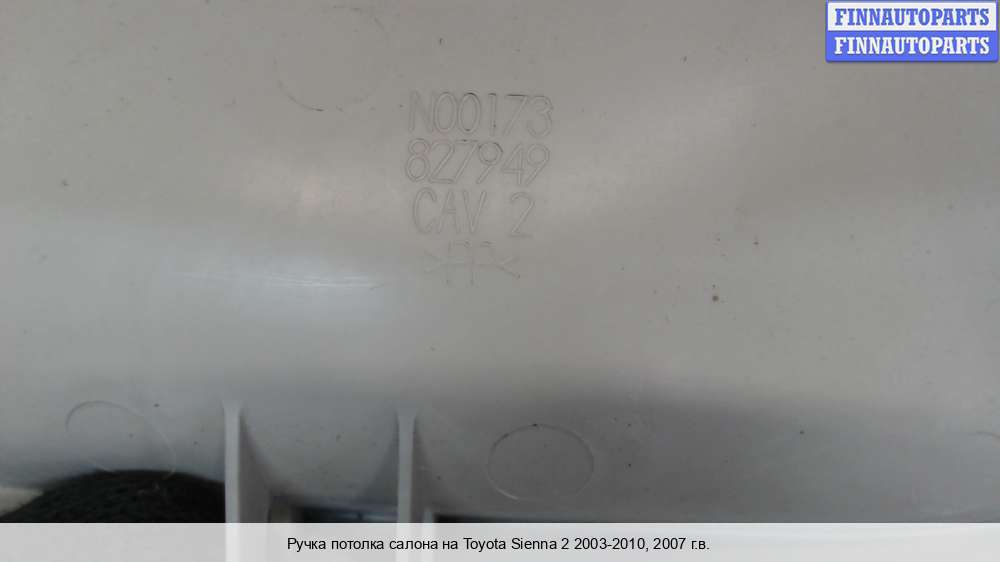 FINNAUTOPARTS
FINNAUTOPARTS
N00173
827949
CAV 2
>PP<
Ручка потолка салона на Toyota Sienna 2 2003-2010, 2007 г.в.